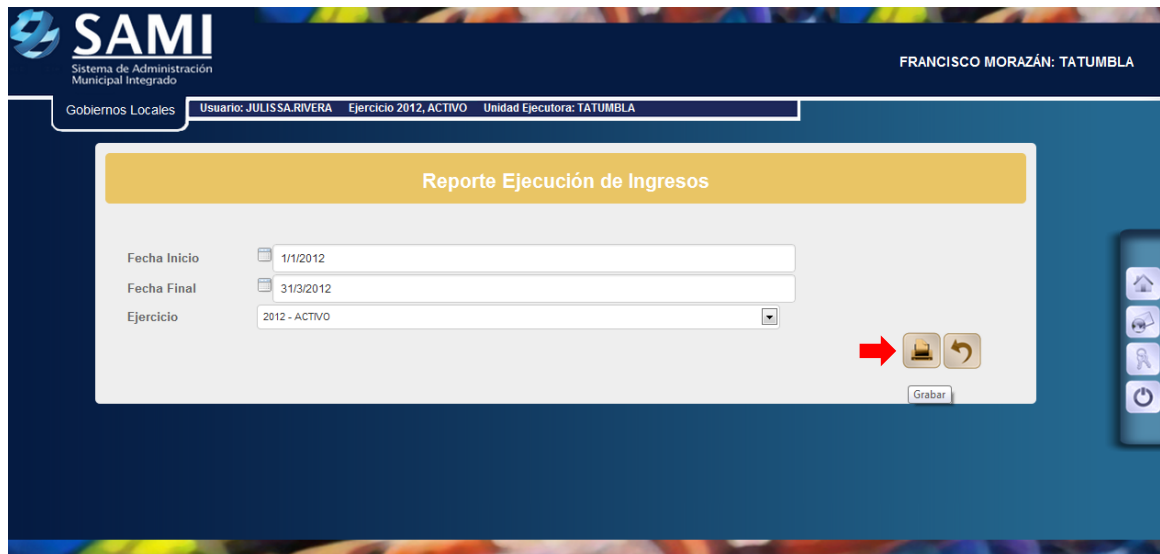 SAMI
Sistema de Administración
Municipal Integrado
FRANCISCO MORAZÁN: TATUMBLA
Gobiernos Locales
Usuario: JULISSA.RIVERA Ejercicio 2012, ACTIVO Unidad Ejecutora: TATUMBLA
Reporte Ejecución de Ingresos
Fecha Inicio 1/1/2012
Fecha Final 31/3/2012
Ejercicio 2012 - ACTIVO
Grabar